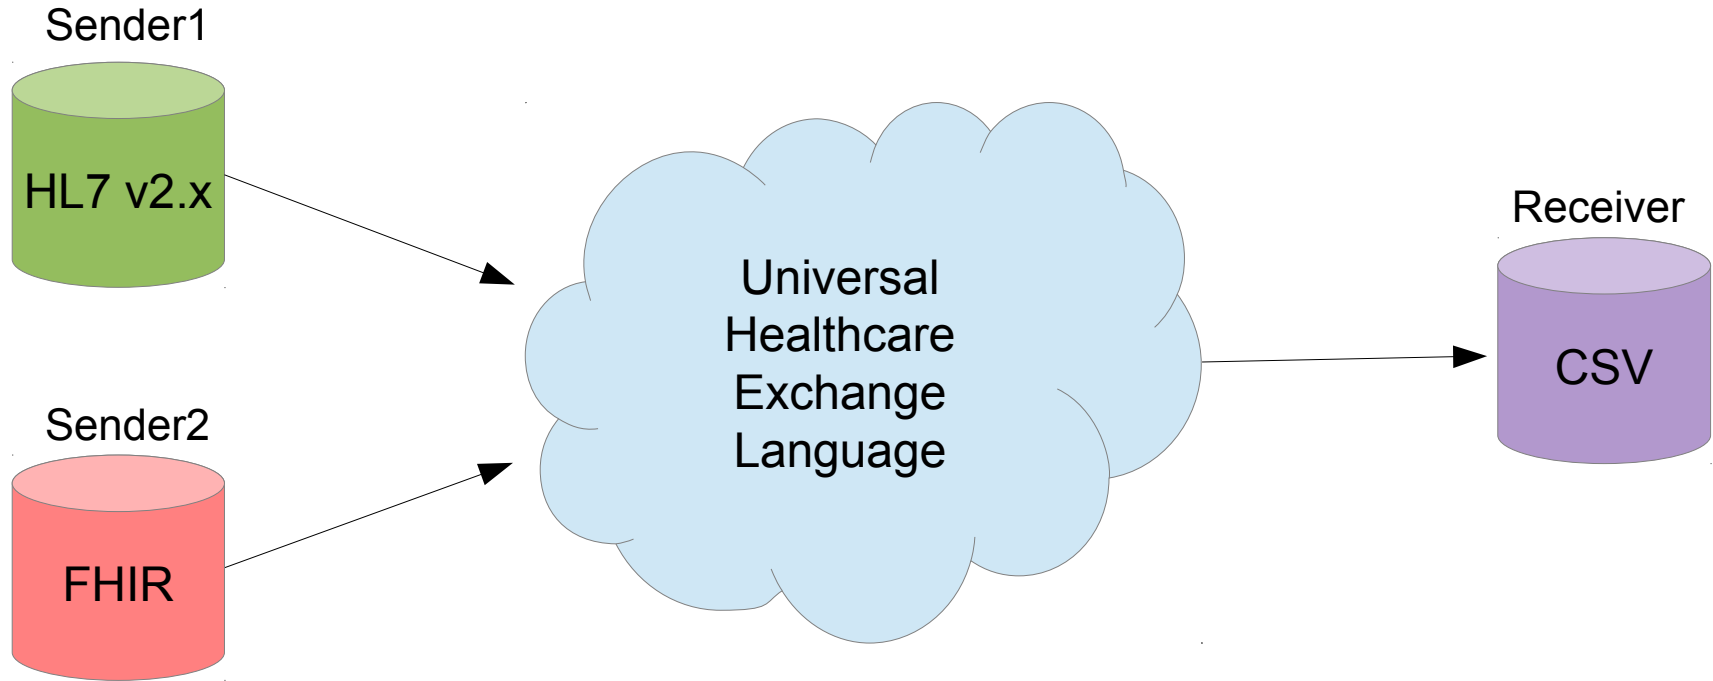 Sender1
HL7 v2.x
Sender2
FHIR
Universal
Healthcare
Exchange
Language
Receiver
CSV